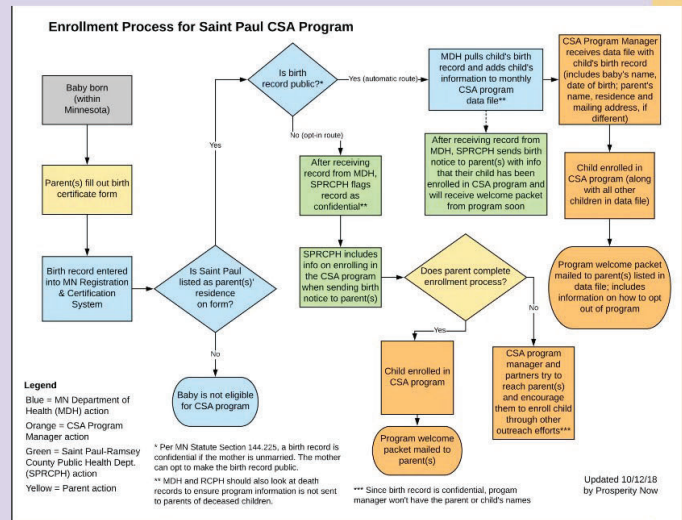 Enrollment Process for Saint Paul CSA Program
Baby born
(within
Minnesota)
Parent(s) fill out birth
certificate form
Birth record entered
into MN Registration
& Certification
System
Is Saint Paul
listed as parent(s)'
residence
on form?
Yes
No
Baby is not eligible
for CSA program
Is birth
record public?*
Yes (automatic route)
No (opt-in route)
MDH pulls child's birth
record and adds child's
information to monthly
CSA program
data file**
After receiving record from
MDH, SPRCPH sends birth
notice to parent(s) with info
that their child has been
enrolled in CSA program and
will receive welcome packet
from program soon
CSA Program Manager
receives data file with
child's birth record
(includes baby's name,
date of birth; parent's
name, residence and
mailing address, if
different)
Child enrolled in
CSA program (along
with all other
children in data file)
Program welcome packet
mailed to parent(s) listed in
data file; includes
information on how to opt
out of program
After receiving
record from MDH,
SPRCPH flags
record as
confidential**
SPRCPH includes
info on enrolling in
the CSA program
when sending birth
notice to parent(s)
Does parent complete
enrollment process?
Yes
No
Child enrolled in
CSA program
Program welcome
packet mailed to
parent(s)
CSA program
manager and
partners try to
reach parent(s)
and encourage
them to enroll child
through other
outreach efforts***
Legend
Blue = MN Department of
Health (MDH) action
Orange = CSA Program
Manager action
Green = Saint Paul-Ramsey
County Public Health Dept.
(SPRCPH) action
Yellow = Parent action
* Per MN Statute Section 144.225, a birth record is
confidential if the mother is unmarried. The mother
can opt to make the birth record public.
** MDH and RCPH should also look at death
records to ensure program information is not sent
to parents of deceased children.
*** Since birth record is confidential, progam
manager won't have the parent or child's names
Updated 10/12/18
by Prosperity Now